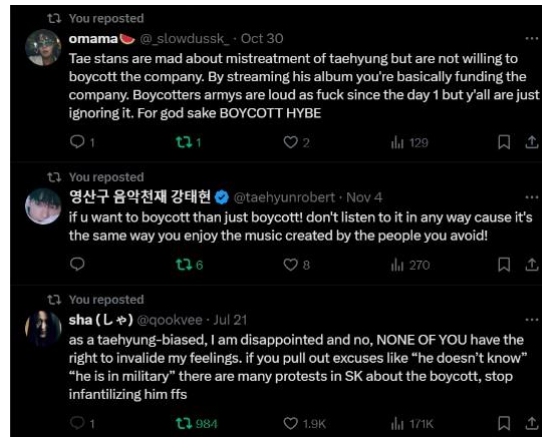 You reposted
omama🍉 @_slowdussk_ · Oct 30
Tae stans are mad about mistreatment of taehyung but are not willing to
boycott the company. By streaming his album you're basically funding the
company. Boycotters armys are loud as fuck since the day 1 but y'all are just
ignoring it. For god sake BOYCOTT HYBE
1 1 2 129
You reposted
영산구 음악천재 강태현 @taehyunrobert · Nov 4
if u want to boycott than just boycott! don't listen to it in any way cause it's
the same way you enjoy the music created by the people you avoid!
6 8 270
You reposted
sha (しゃ) @qookvee · Jul 21
as a taehyung-biased, I am disappointed and no, NONE OF YOU have the
right to invalide my feelings. if you pull out excuses like "he doesn't know"
"he is in military" there are many protests in SK about the boycott, stop
infantilizing him ffs
1 984 1.9K 171K